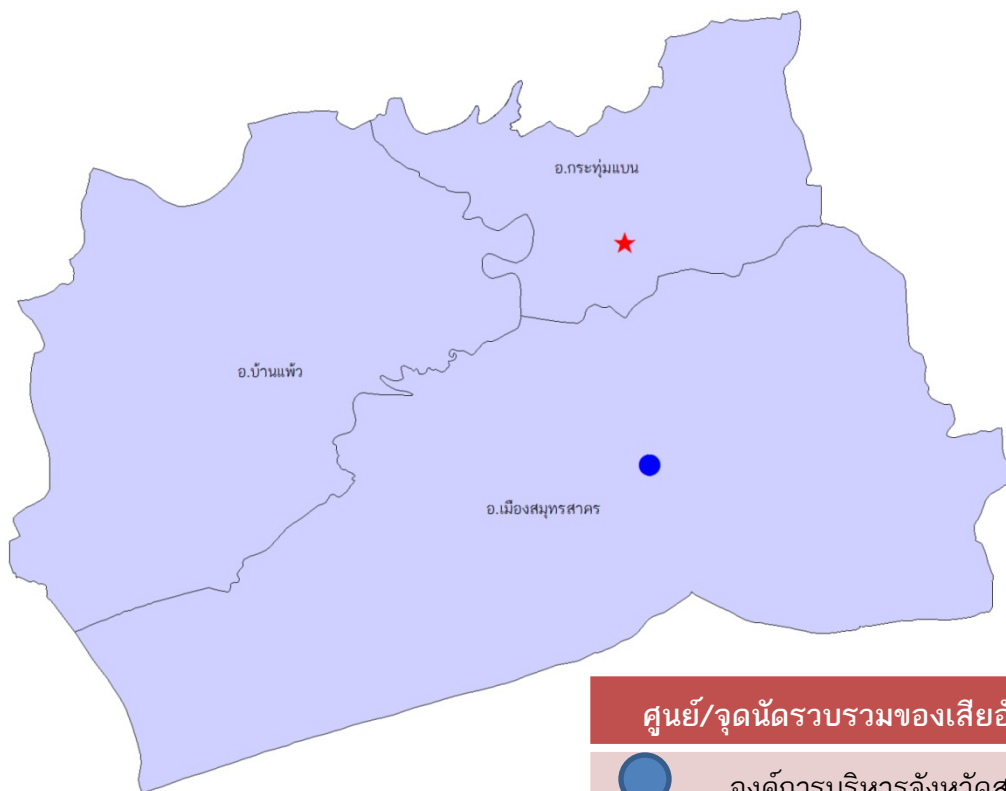 อ.กระทุ่มแบน
อ.บ้านแพ้ว
อ.เมืองสมุทรสาคร
ศูนย์/จุดนัดรวบรวมของเสีย
องค์การบริหารจังหวัด